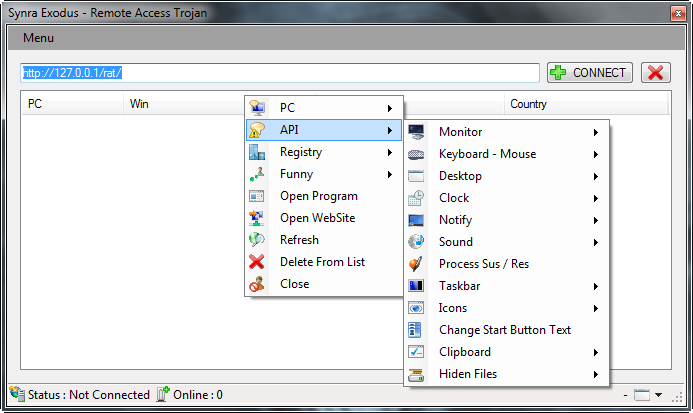 Synra Exodus - Remote Access Trojan
Menu
http://127.0.0.1/rat/
CONNECT
PC Win Country
PC
API
Registry
Funny
Open Program
Open WebSite
Refresh
Delete From List
Close
Monitor
Keyboard - Mouse
Desktop
Clock
Notify
Sound
Process Sus / Res
Taskbar
Icons
Change Start Button Text
Clipboard
Hiden Files
Status : Not Connected Online : 0 -